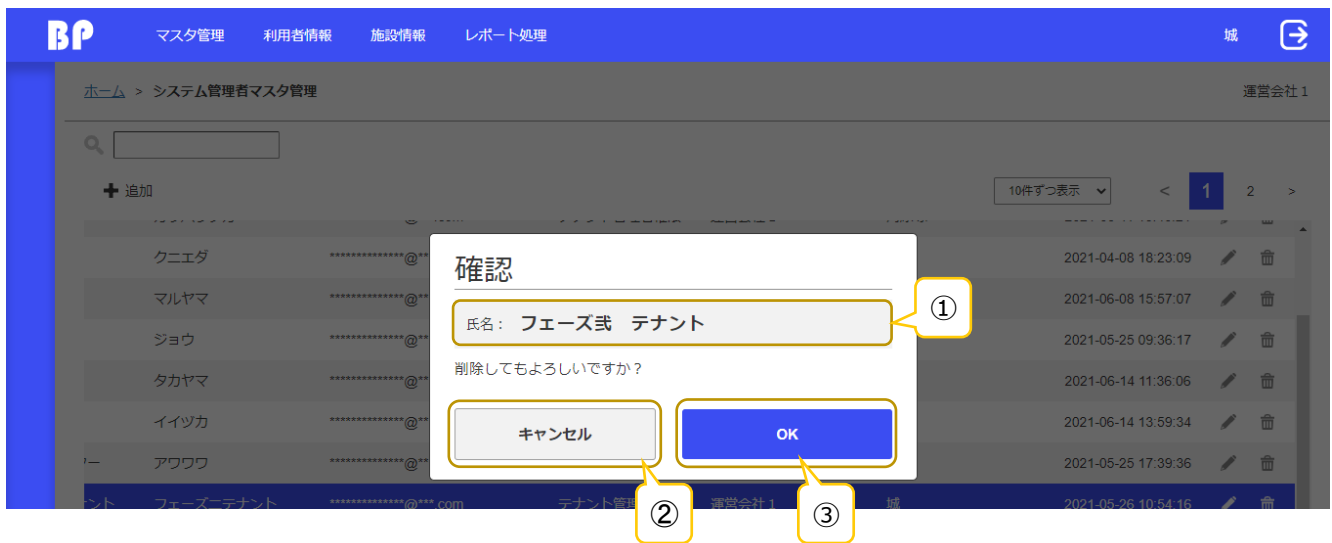 BP マスタ管理 利用者情報 施設情報 レポート処理 城
ホーム > システム管理者マスタ管理 運営会社1
追加 10件ずつ表示 < 1 2 >
クニエダ **************@** 2021-04-08 18:23:09
確認
マルヤマ **************@** 2021-06-08 15:57:07
氏名： フェーズ弐　テナント ①
ジョウ **************@** 2021-05-25 09:36:17
削除してもよろしいですか？
タカヤマ **************@** 2021-06-14 11:36:06
イイヅカ **************@** 2021-06-14 13:59:34
キャンセル OK
アワワワ **************@** 2021-05-25 17:39:36
フェーズニテナント **************@***.com テナント管理 運営会社1 城 2021-05-26 10:54:16
② ③